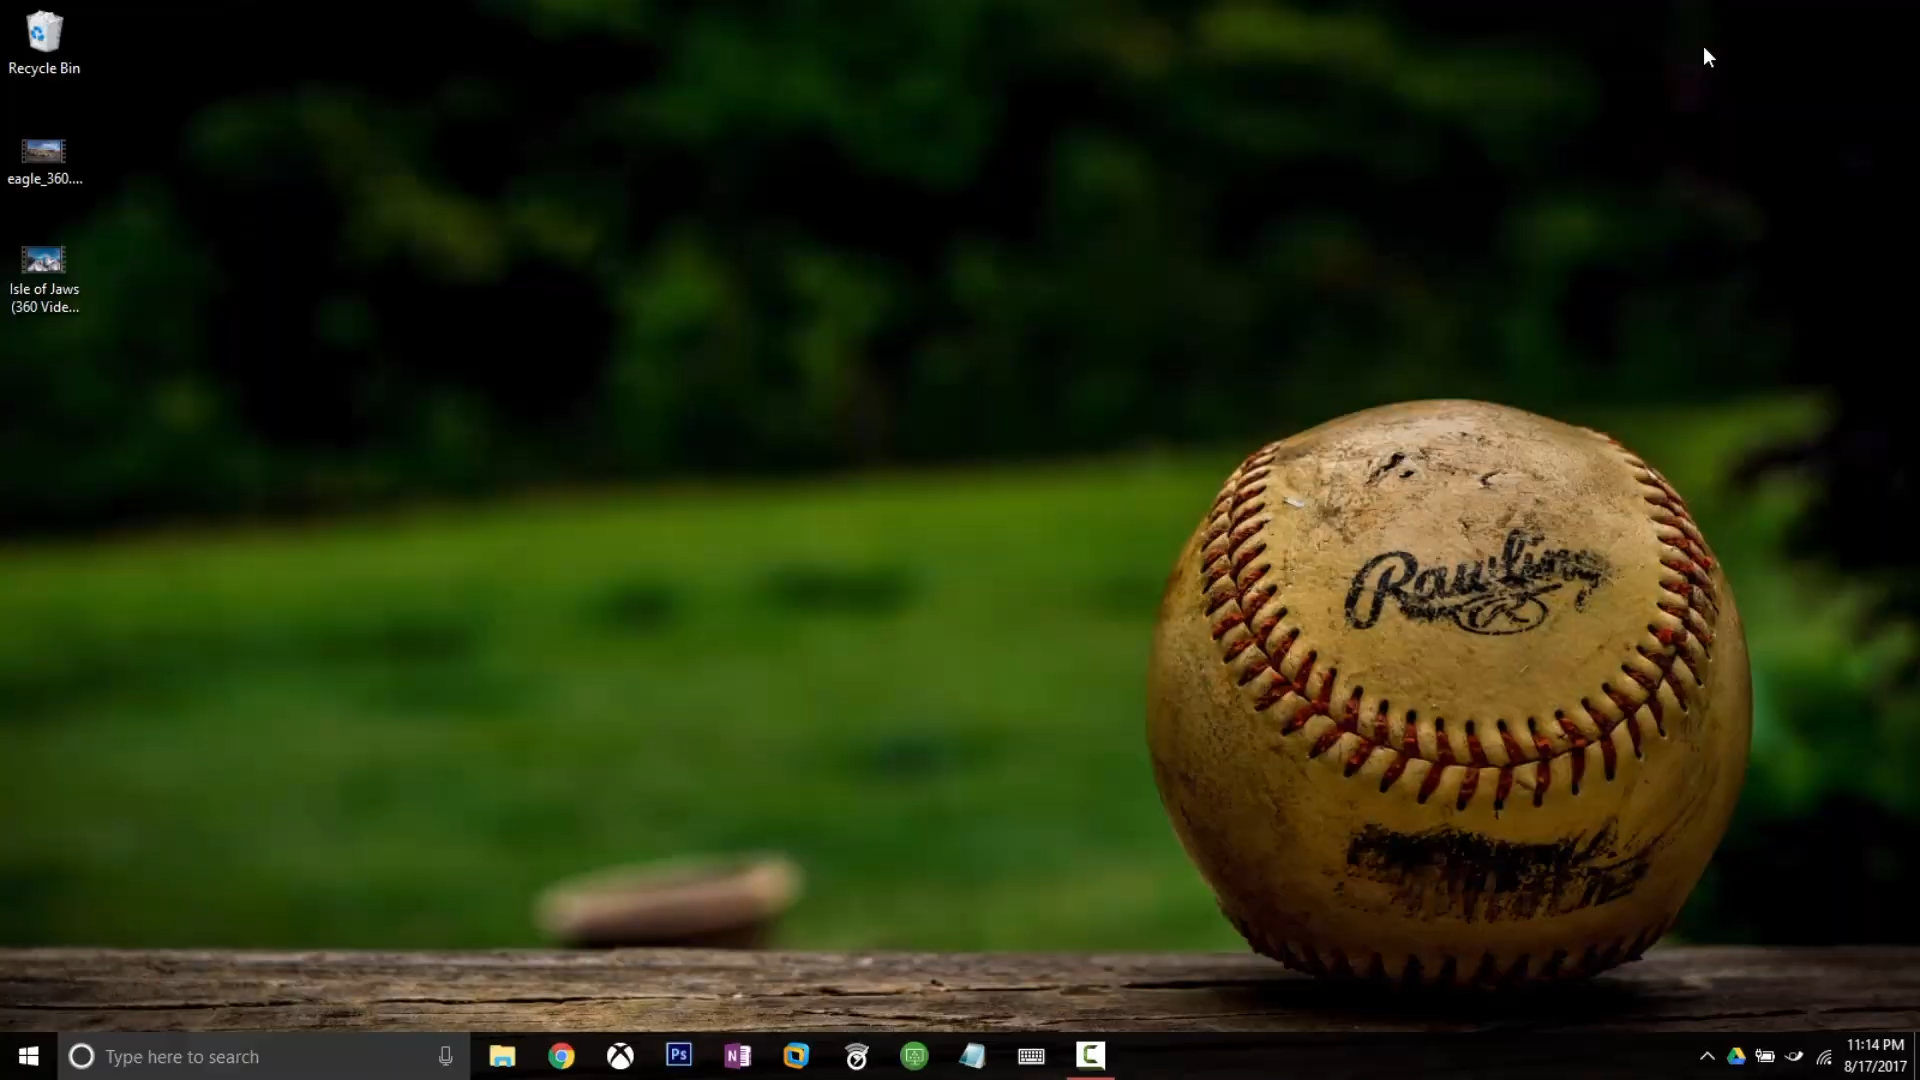 Recycle Bin
eagle_360....
Isle of Jaws
(360 Vide...
Rawlings
R
Type here to search
Ps
N
C
11:14 PM
8/17/2017